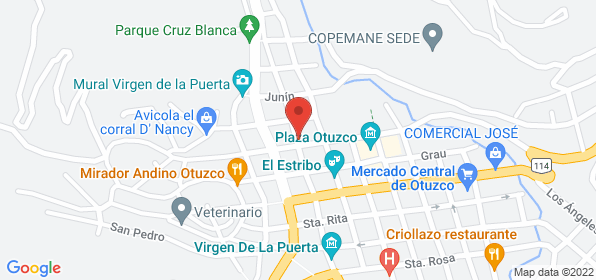 Parque Cruz Blanca
COPEMANE SEDE
Mural Virgen de la Puerta
Junín
Avicola el
corral D' Nancy
Plaza Otuzco
COMERCIAL JOSÉ
Grau
114
El Estribo
Mirador Andino Otuzco
Mercado Central
de Otuzco
Los Ángeles
Veterinario
San Pedro
Sta. Rita
Virgen De La Puerta
Criollazo restaurante
Sta. Rosa
H
Google
Map data ©2022